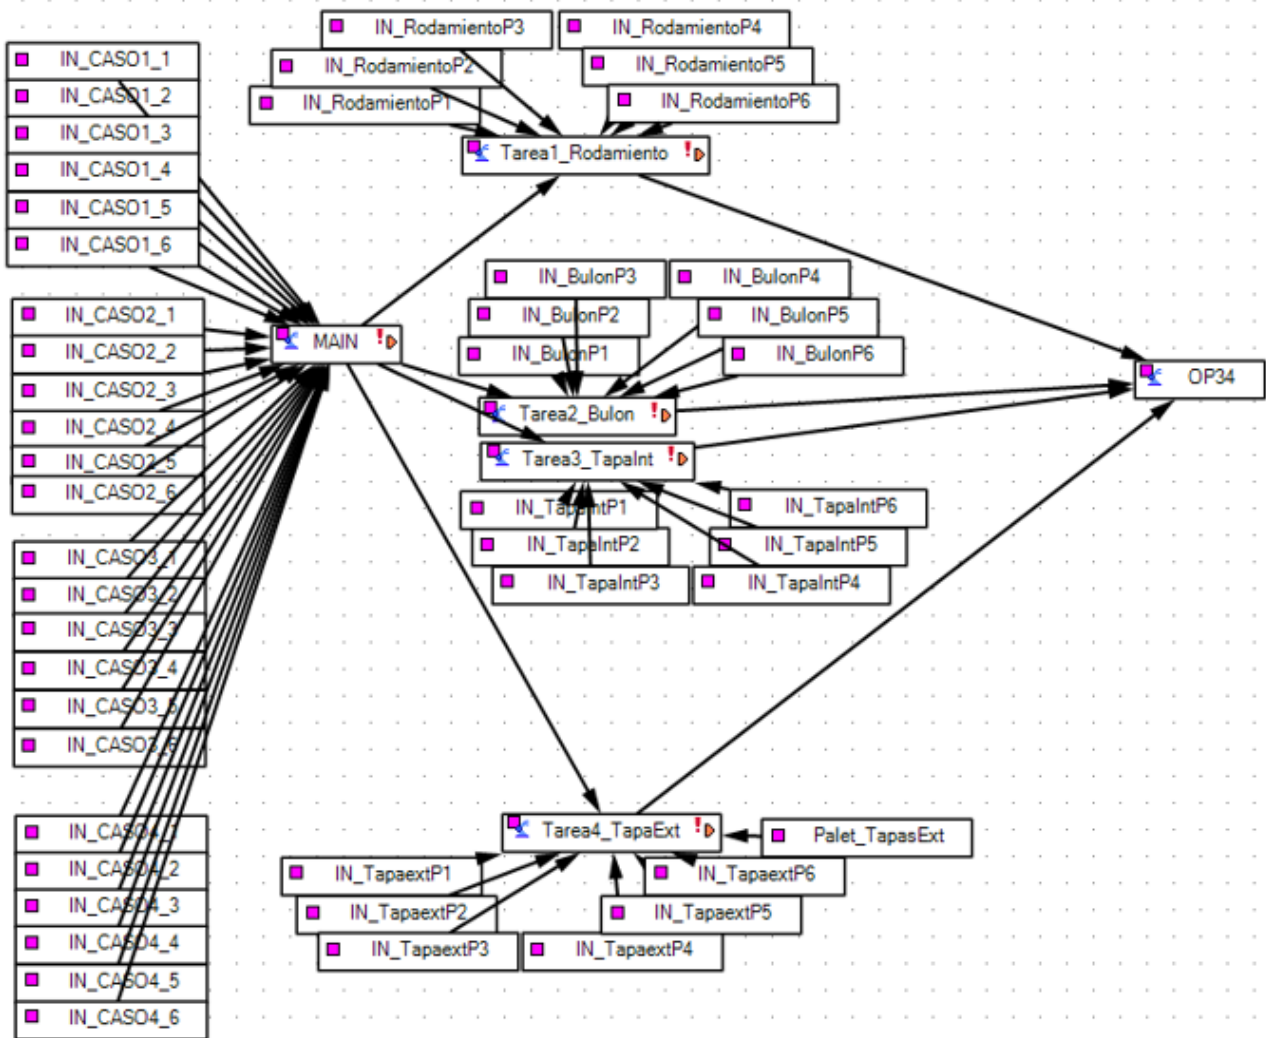 IN_CASO1_1
IN_CASO1_2
IN_CASO1_3
IN_CASO1_4
IN_CASO1_5
IN_CASO1_6
IN_CASO2_1
IN_CASO2_2
IN_CASO2_3
IN_CASO2_4
IN_CASO2_5
IN_CASO2_6
IN_CASO3_1
IN_CASO3_2
IN_CASO3_3
IN_CASO3_4
IN_CASO3_5
IN_CASO3_6
IN_CASO4_1
IN_CASO4_2
IN_CASO4_3
IN_CASO4_4
IN_CASO4_5
IN_CASO4_6
MAIN !
IN_RodamientoP3
IN_RodamientoP2
IN_RodamientoP1
IN_RodamientoP4
IN_RodamientoP5
IN_RodamientoP6
Tarea1_Rodamiento !
IN_BulonP3
IN_BulonP2
IN_BulonP1
IN_BulonP4
IN_BulonP5
IN_BulonP6
Tarea2_Bulon !
Tarea3_TapaInt !
IN_TapaIntP1
IN_TapaIntP2
IN_TapaIntP3
IN_TapaIntP6
IN_TapaIntP5
IN_TapaIntP4
Tarea4_TapaExt !
Palet_TapasExt
IN_TapaextP1
IN_TapaextP2
IN_TapaextP3
IN_TapaextP6
IN_TapaextP5
IN_TapaextP4
OP34